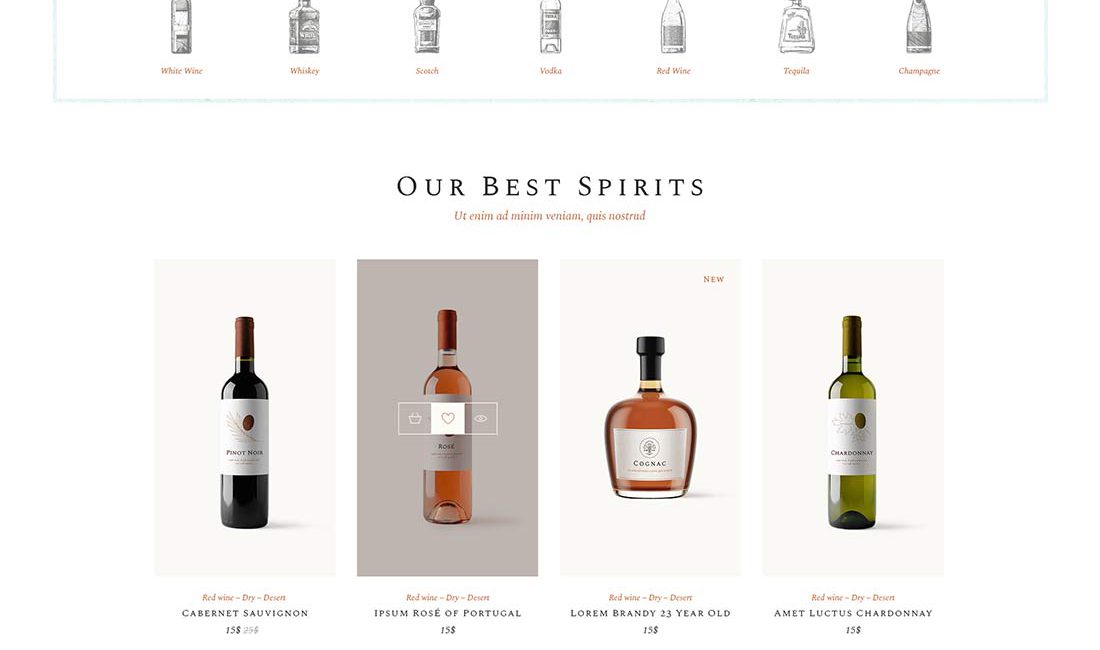 White Wine
Whiskey
Scotch
Vodka
Red Wine
Tequila
Champagne
Our Best Spirits
Ut enim ad minim veniam, quis nostrud
New
Pinot Noir
Rosé
Cognac
Chardonnay
Red wine – Dry – Desert
Cabernet Sauvignon
15$ 25$
Red wine – Dry – Desert
Ipsum Rosé of Portugal
15$
Red wine – Dry – Desert
Lorem Brandy 23 Year Old
15$
Red wine – Dry – Desert
Amet Luctus Chardonnay
15$